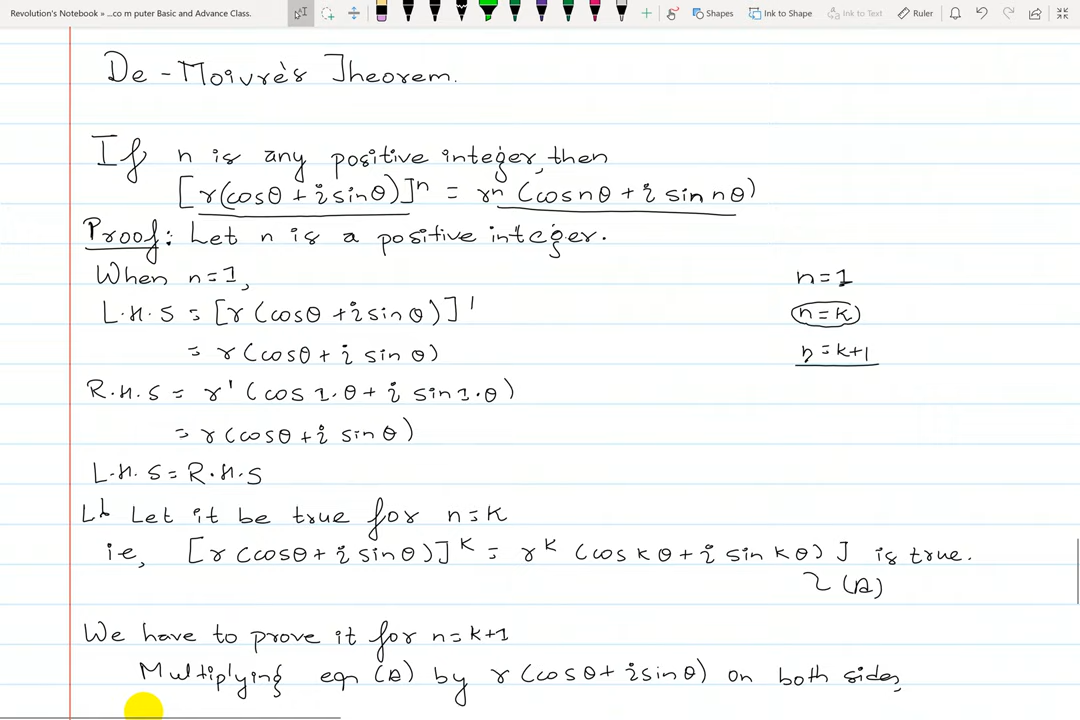 Revolution's Notebook » ...co m puter Basic and Advance Class.
Shapes Ink to Shape Ink to Text Ruler
De-Moivre's Theorem.
If n is any positive integer, then
[r(cosθ + i sinθ)]ⁿ = rⁿ (cos nθ + i sin nθ)
Proof: Let n is a positive integer.
When n=1,
n=1
L.H.S = [r(cosθ + i sinθ)]¹
n=k
= r(cosθ + i sinθ)
n=k+1
R.H.S = r¹ (cos 1.θ + i sin 1.θ)
= r(cosθ + i sinθ)
L.H.S = R.H.S
Let it be true for n=k
ie, [r(cosθ + i sinθ)]ᵏ = rᵏ (cos kθ + i sin kθ)] is true.
(A)
We have to prove it for n=k+1
Multiplying eqn (A) by r(cosθ + i sinθ) on both sides,